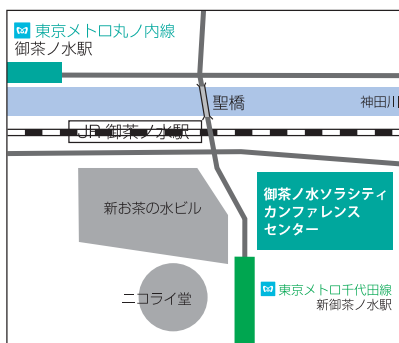 東京メトロ丸ノ内線
御茶ノ水駅
聖橋
神田川
JR 御茶ノ水駅
新お茶の水ビル
御茶ノ水ソラシティ
カンファレンス
センター
ニコライ堂
東京メトロ千代田線
新御茶ノ水駅